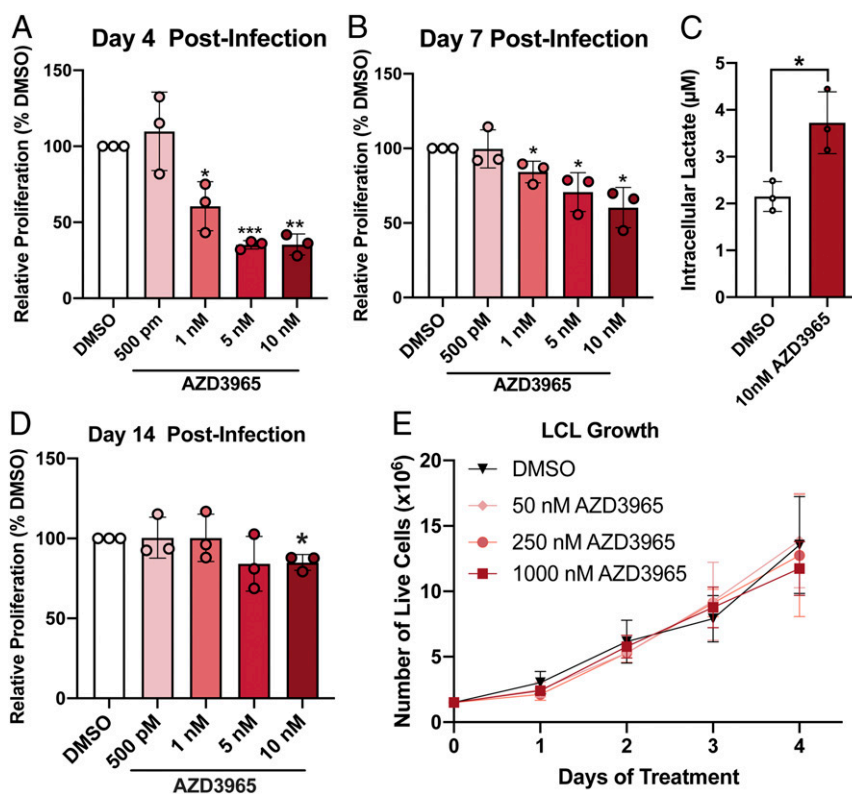 A
Day 4 Post-Infection
Relative Proliferation (% DMSO)
150
100
50
0
*
***
**
DMSO
500 pm
1 nM
5 nM
10 nM
AZD3965
B
Day 7 Post-Infection
Relative Proliferation (% DMSO)
150
100
50
0
*
*
*
DMSO
500 pM
1 nM
5 nM
10 nM
AZD3965
C
Intracellular Lactate (µM)
5
4
3
2
1
0
*
DMSO
10nM AZD3965
D
Day 14 Post-Infection
Relative Proliferation (% DMSO)
150
100
50
0
*
DMSO
500 pM
1 nM
5 nM
10 nM
AZD3965
E
LCL Growth
DMSO
50 nM AZD3965
250 nM AZD3965
1000 nM AZD3965
Number of Live Cells (x10⁶)
20
15
10
5
0
0 1 2 3 4
Days of Treatment